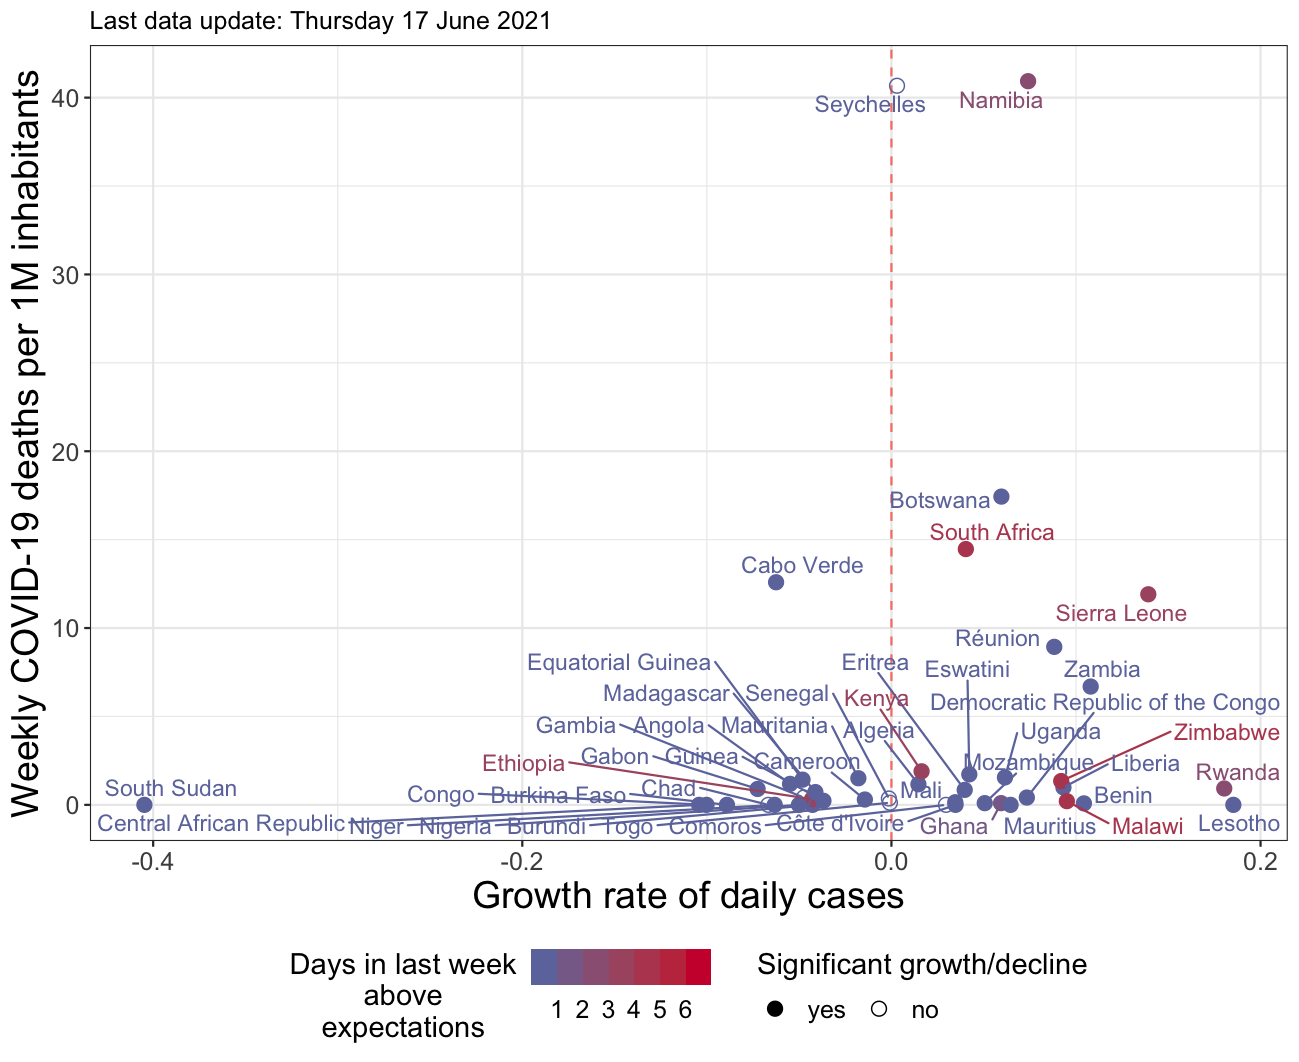 Last data update: Thursday 17 June 2021
Weekly COVID-19 deaths per 1M inhabitants
40
30
20
10
0
Seychelles
Namibia
Botswana
South Africa
Cabo Verde
Sierra Leone
Réunion
Equatorial Guinea
Eritrea
Eswatini
Zambia
Madagascar
Senegal
Kenya
Democratic Republic of the Congo
Gambia
Angola
Mauritania
Algeria
Uganda
Zimbabwe
Ethiopia
Gabon
Guinea
Cameroon
Mozambique
Liberia
Rwanda
South Sudan
Congo
Burkina Faso
Chad
Mali
Benin
Central African Republic
Niger
Nigeria
Burundi
Togo
Comoros
Côte d'Ivoire
Ghana
Mauritius
Malawi
Lesotho
-0.4
-0.2
0.0
0.2
Growth rate of daily cases
Days in last week
above
expectations
1 2 3 4 5 6
Significant growth/decline
yes
no